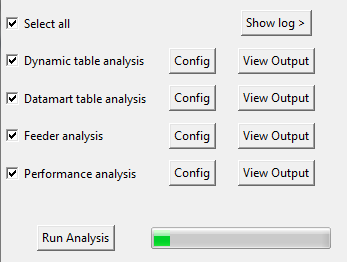 Select all Show log >
Dynamic table analysis Config View Output
Datamart table analysis Config View Output
Feeder analysis Config View Output
Performance analysis Config View Output
Run Analysis